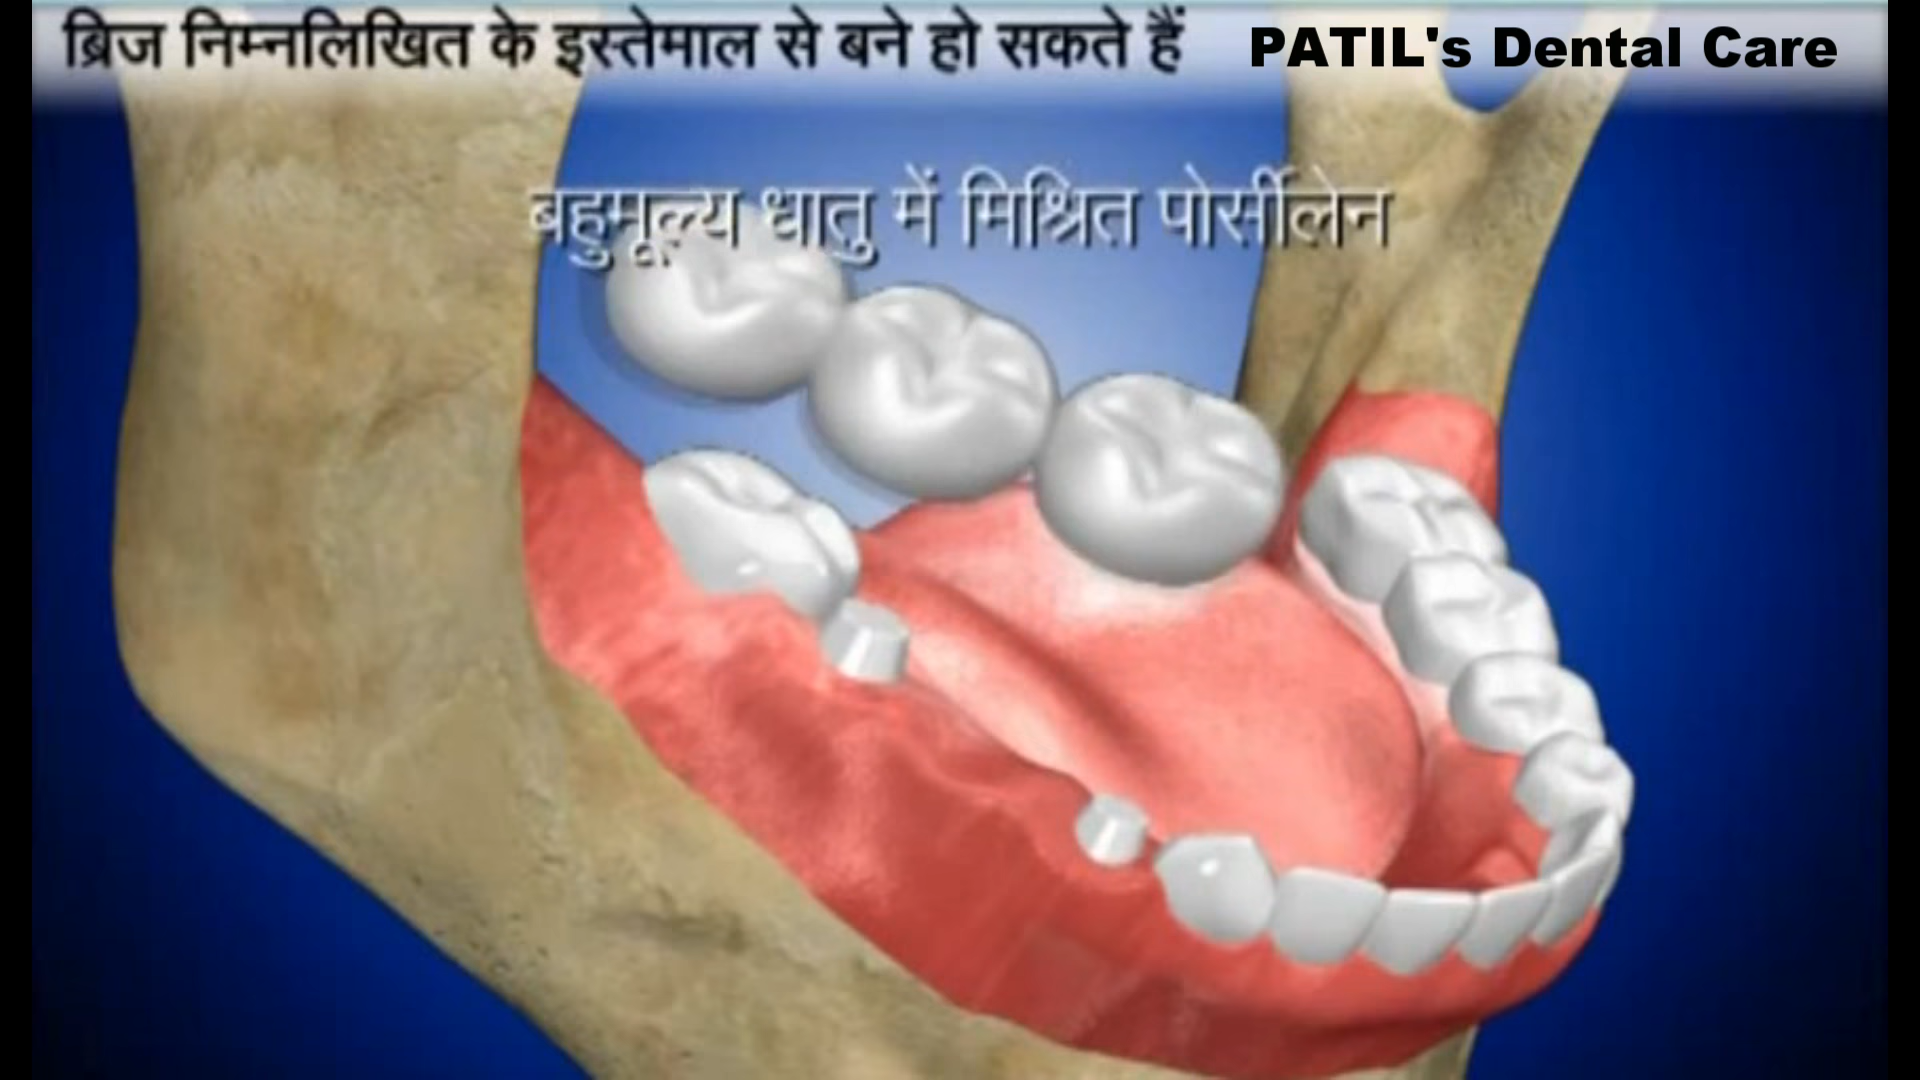 ब्रिज निम्नलिखित के इस्तेमाल से बने हो सकते हैं PATIL's Dental Care
बहुमूल्य धातु में मिश्रित पोर्सीलेन